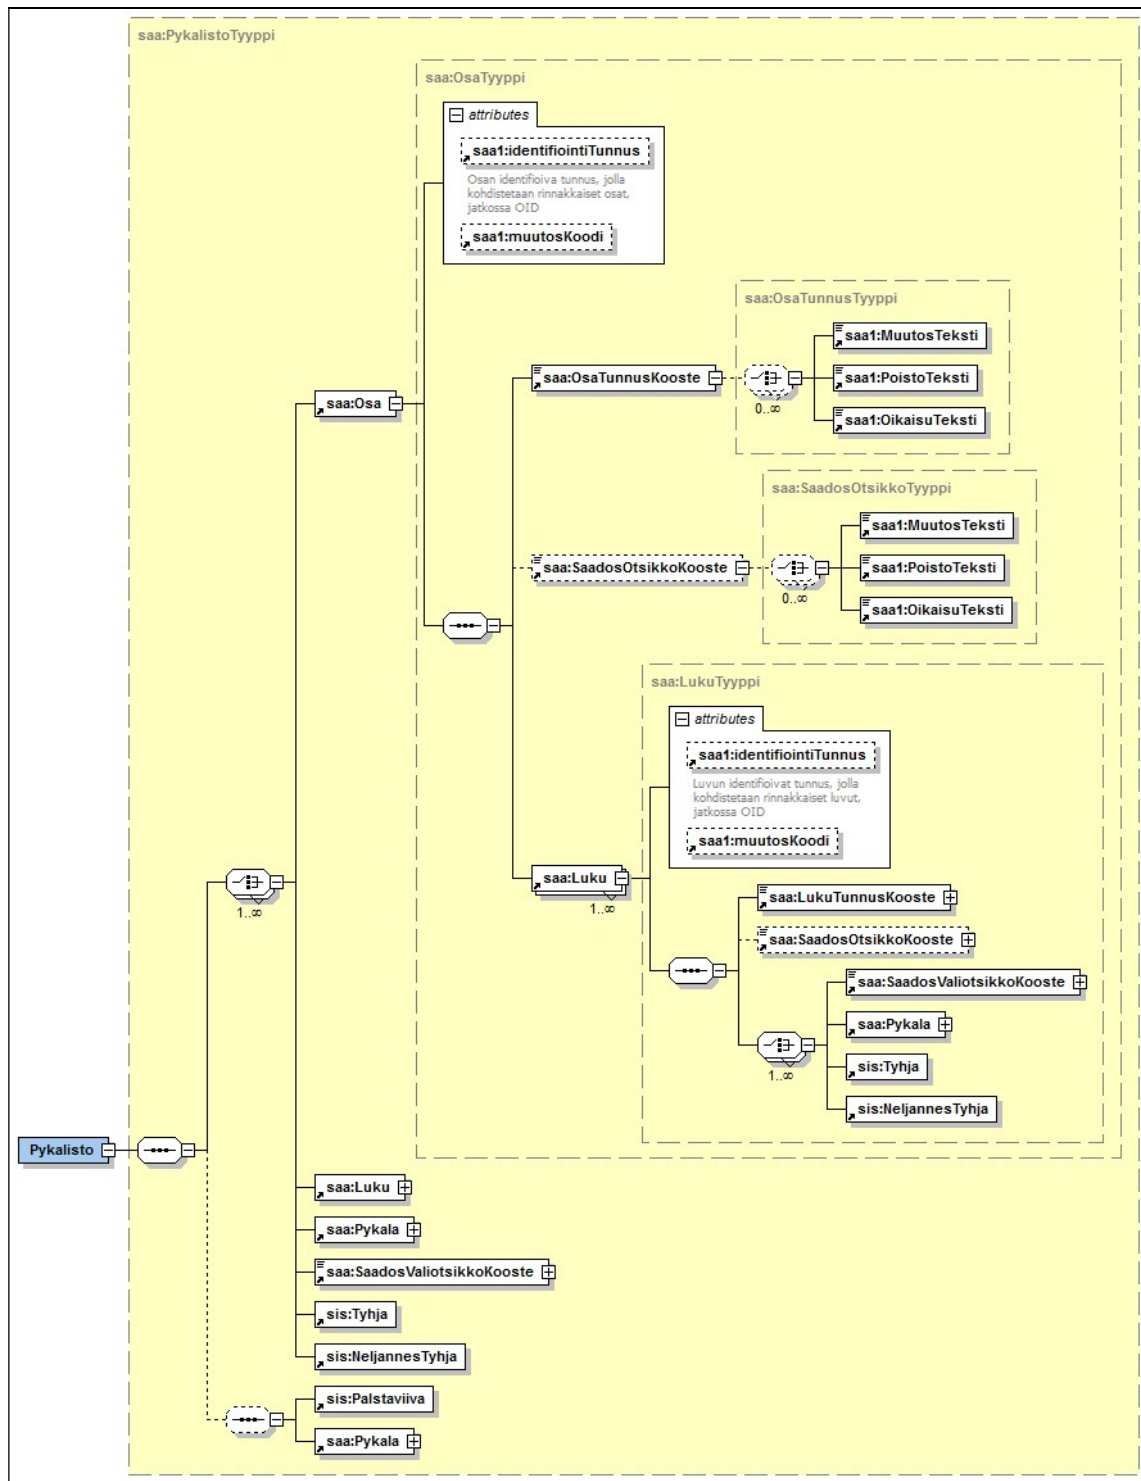 saa:PykalistoTyyppi
saa:OsaTyyppi
attributes
saa1:identifiointiTunnus
Osan identifioiva tunnus, jolla
kohdistetaan rinnakkaiset osat,
jatkossa OID
saa1:muutosKoodi
saa:OsaTunnusTyyppi
saa1:MuutosTeksti
saa:OsaTunnusKooste
saa1:PoistoTeksti
0..∞
saa:Osa
saa1:OikaisuTeksti
saa:SaadosOtsikkoTyyppi
saa1:MuutosTeksti
saa:SaadosOtsikkoKooste
saa1:PoistoTeksti
0..∞
saa1:OikaisuTeksti
saa:LukuTyyppi
attributes
saa1:identifiointiTunnus
Luvun identifioivat tunnus, jolla
kohdistetaan rinnakkaiset luvut,
jatkossa OID
saa1:muutosKoodi
saa:Luku
1..∞
1..∞
saa:LukuTunnusKooste
saa:SaadosOtsikkoKooste
saa:SaadosValiotsikkoKooste
saa:Pykala
1..∞
sis:Tyhja
sis:NeljannesTyhja
Pykalisto
saa:Luku
saa:Pykala
saa:SaadosValiotsikkoKooste
sis:Tyhja
sis:NeljannesTyhja
sis:Palstaviiva
saa:Pykala